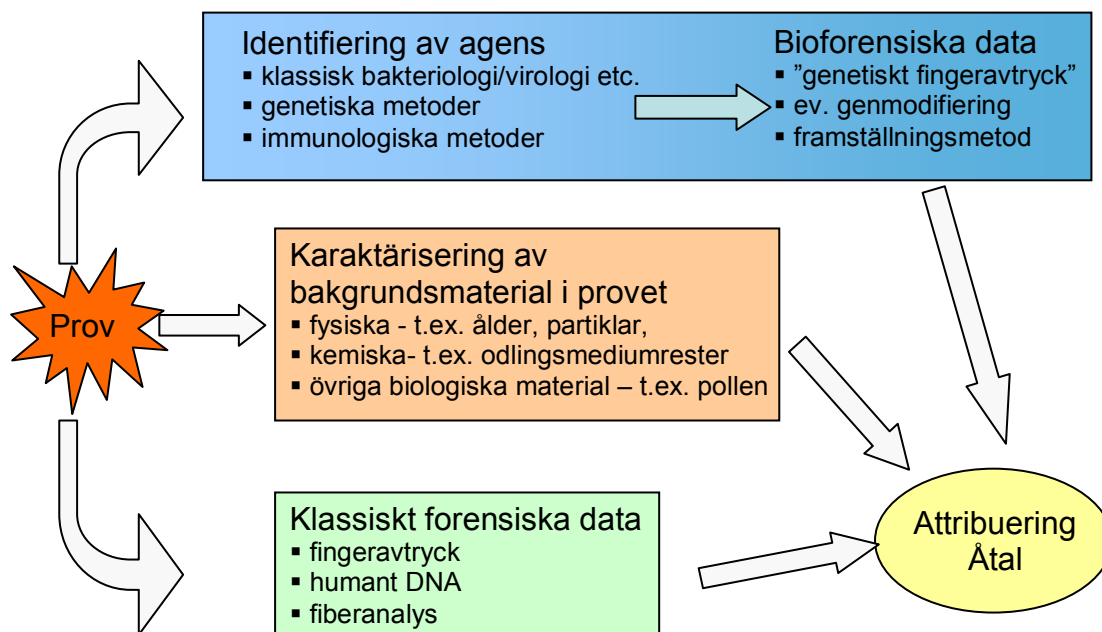 Identifiering av agens
▪ klassisk bakteriologi/virologi etc.
▪ genetiska metoder
▪ immunologiska metoder
Bioforensiska data
▪ ”genetiskt fingeravtryck”
▪ ev. genmodifiering
▪ framställningsmetod
Prov
Karaktärisering av
bakgrundsmaterial i provet
▪ fysiska - t.ex. ålder, partiklar,
▪ kemiska- t.ex. odlingsmediumrester
▪ övriga biologiska material – t.ex. pollen
Klassiskt forensiska data
▪ fingeravtryck
▪ humant DNA
▪ fiberanalys
Attribuering
Åtal